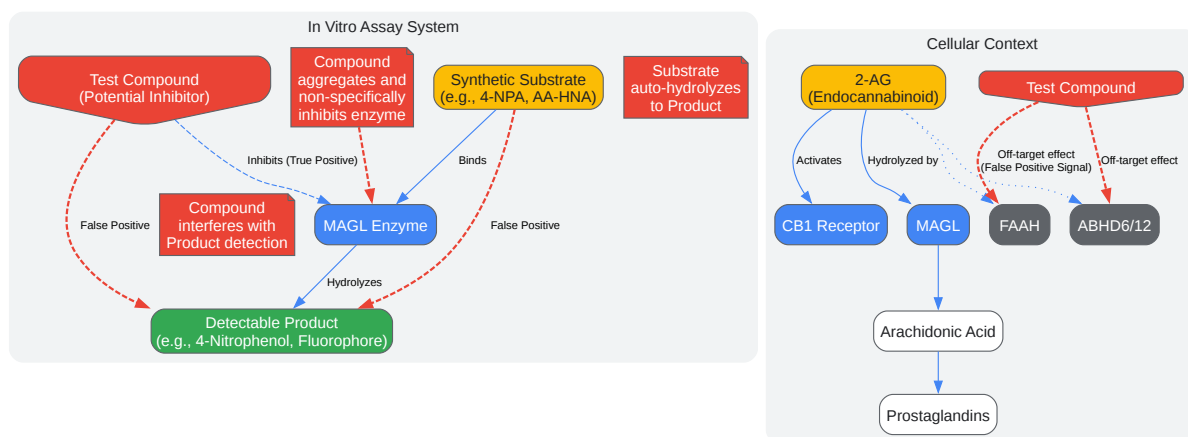 In Vitro Assay System
Test Compound
(Potential Inhibitor)
Compound
aggregates and
non-specifically
inhibits enzyme
Synthetic Substrate
(e.g., 4-NPA, AA-HNA)
Substrate
auto-hydrolyzes
to Product
Inhibits (True Positive)
Binds
False Positive
Compound
interferes with
Product detection
MAGL Enzyme
False Positive
Hydrolyzes
Detectable Product
(e.g., 4-Nitrophenol, Fluorophore)
Cellular Context
2-AG
(Endocannabinoid)
Test Compound
Activates
Hydrolyzed by
Off-target effect
(False Positive Signal)
Off-target effect
CB1 Receptor
MAGL
FAAH
ABHD6/12
Arachidonic Acid
Prostaglandins